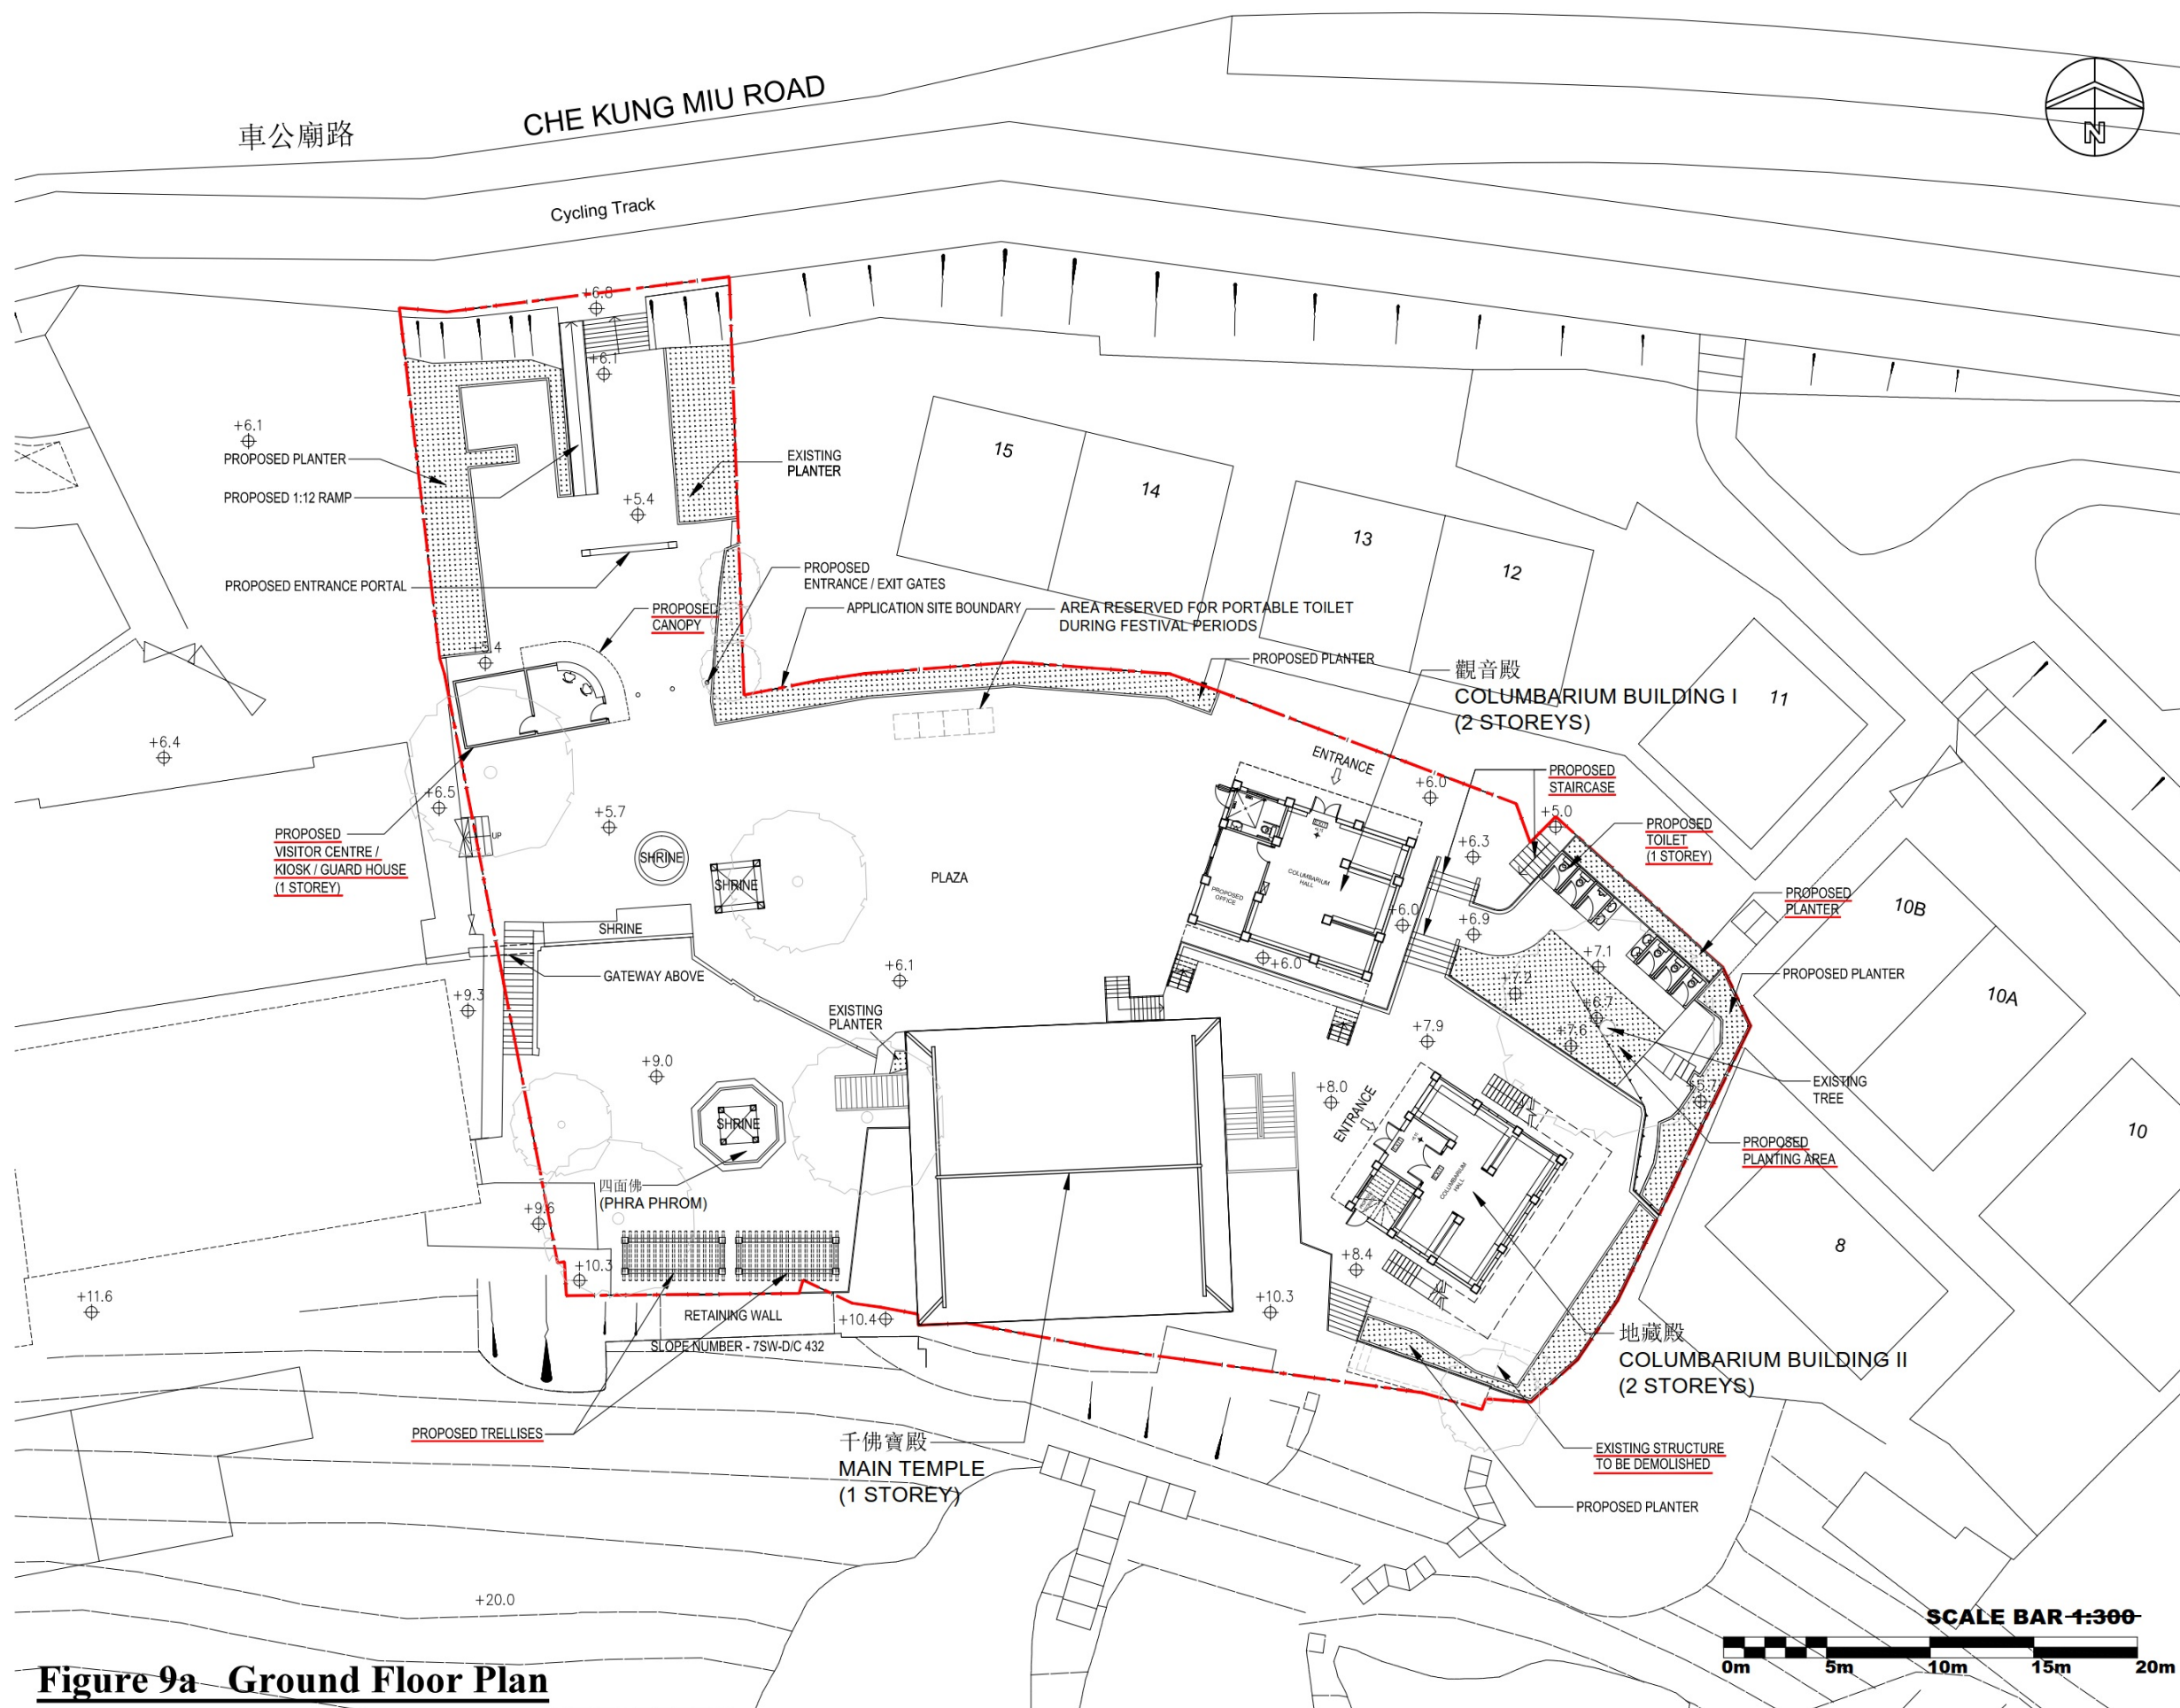 車公廟路
CHE KUNG MIU ROAD
N
Cycling Track
+6.8
+6.1
+6.1
PROPOSED PLANTER
PROPOSED 1:12 RAMP
EXISTING
PLANTER
15
14
13
12
+5.4
PROPOSED ENTRANCE PORTAL
PROPOSED
CANOPY
PROPOSED
ENTRANCE / EXIT GATES
APPLICATION SITE BOUNDARY
AREA RESERVED FOR PORTABLE TOILET
DURING FESTIVAL PERIODS
PROPOSED PLANTER
觀音殿
COLUMBARIUM BUILDING I
(2 STOREYS)
11
+6.4
+6.5
+5.7
UP
PROPOSED
VISITOR CENTRE /
KIOSK / GUARD HOUSE
(1 STOREY)
SHRINE
SHRINE
PLAZA
ENTRANCE
+6.0
PROPOSED
STAIRCASE
+5.0
PROPOSED
TOILET
(1 STOREY)
+6.3
COLUMBARIUM
HALL
PROPOSED
OFFICE
+6.0
+6.9
PROPOSED
PLANTER
10B
SHRINE
GATEWAY ABOVE
+6.1
+6.0
+7.1
+7.2
PROPOSED PLANTER
10A
+9.3
EXISTING
PLANTER
+6.7
+7.6
+7.9
+9.0
+8.0
ENTRANCE
EXISTING
TREE
+5.7
SHRINE
10
PROPOSED
PLANTING AREA
COLUMBARIUM
HALL
四面佛
(PHRA PHROM)
+9.6
8
+10.3
+8.4
+11.6
RETAINING WALL
+10.4
+10.3
SLOPE NUMBER - 7SW-D/C 432
地藏殿
COLUMBARIUM BUILDING II
(2 STOREYS)
PROPOSED TRELLISES
千佛寶殿
MAIN TEMPLE
(1 STOREY)
EXISTING STRUCTURE
TO BE DEMOLISHED
PROPOSED PLANTER
+20.0
SCALE BAR 1:300
0m 5m 10m 15m 20m
Figure 9a Ground Floor Plan